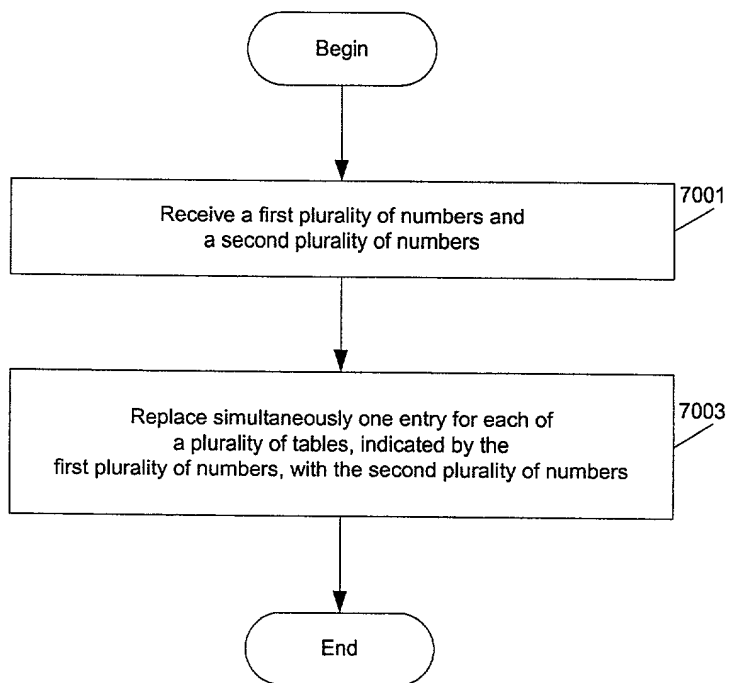 Begin
Receive a first plurality of numbers and
a second plurality of numbers
7001
Replace simultaneously one entry for each of
a plurality of tables, indicated by the
first plurality of numbers, with the second plurality of numbers
7003
End